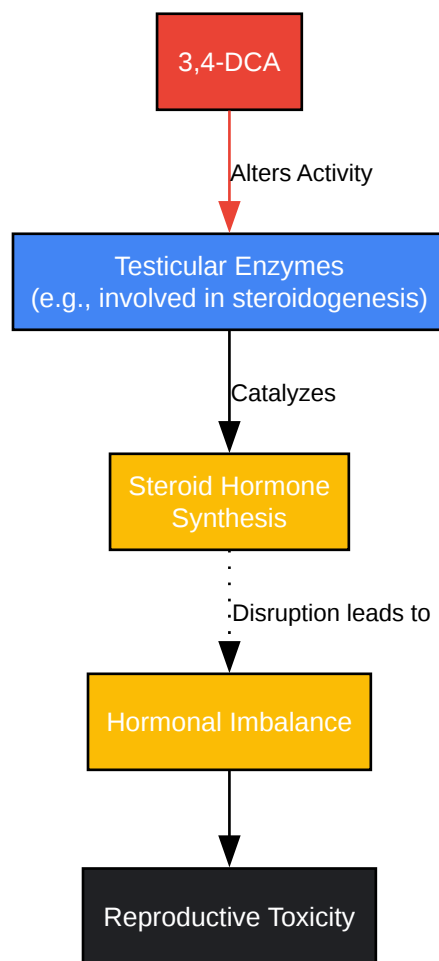 3,4-DCA
Alters Activity
Testicular Enzymes
(e.g., involved in steroidogenesis)
Catalyzes
Steroid Hormone
Synthesis
Disruption leads to
Hormonal Imbalance
Reproductive Toxicity